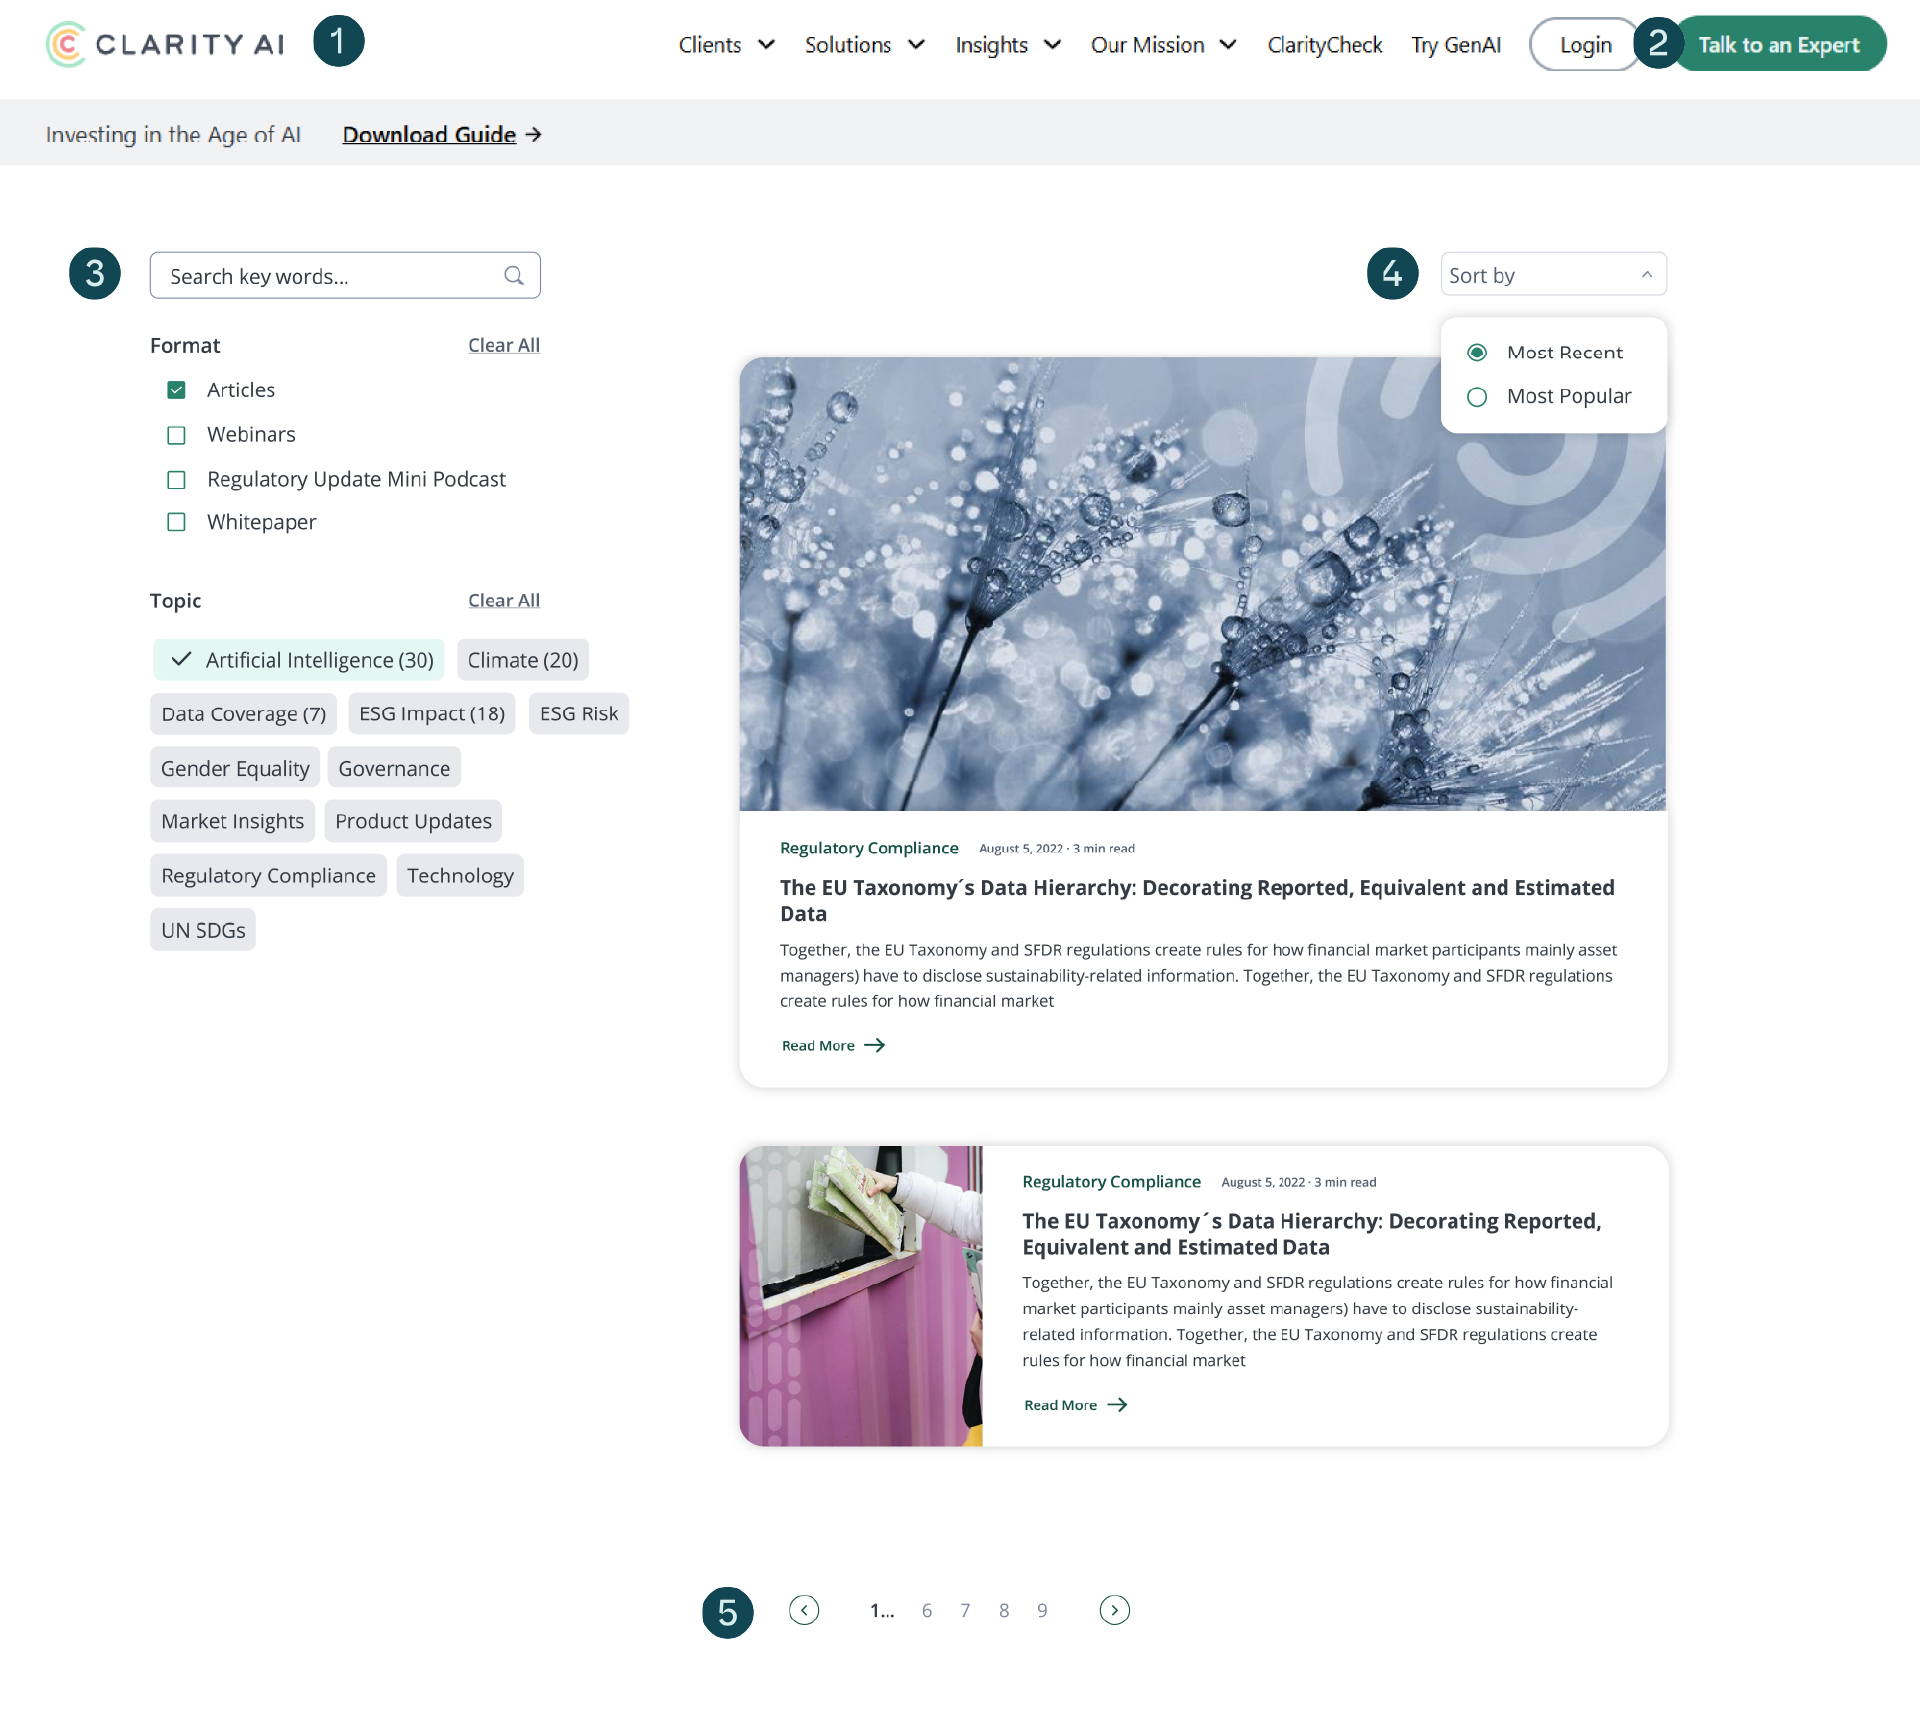 CLARITY AI
1
Clients
Solutions
Insights
Our Mission
ClarityCheck
Try GenAI
Login
2
Talk to an Expert
Investing in the Age of AI
Download Guide →
3
Search key words...
4
Sort by
Most Recent
Most Popular
Format
Clear All
Articles
Webinars
Regulatory Update Mini Podcast
Whitepaper
Topic
Clear All
Artificial Intelligence (30)
Climate (20)
Data Coverage (7)
ESG Impact (18)
ESG Risk
Gender Equality
Governance
Market Insights
Product Updates
Regulatory Compliance
Technology
UN SDGs
Regulatory Compliance
August 5, 2022 · 3 min read
The EU Taxonomy´s Data Hierarchy: Decorating Reported, Equivalent and Estimated
Data
Together, the EU Taxonomy and SFDR regulations create rules for how financial market participants mainly asset
managers) have to disclose sustainability-related information. Together, the EU Taxonomy and SFDR regulations
create rules for how financial market
Read More →
Regulatory Compliance
August 5, 2022 · 3 min read
The EU Taxonomy´s Data Hierarchy: Decorating Reported,
Equivalent and Estimated Data
Together, the EU Taxonomy and SFDR regulations create rules for how financial
market participants mainly asset managers) have to disclose sustainability-
related information. Together, the EU Taxonomy and SFDR regulations create
rules for how financial market
Read More →
5
1... 6 7 8 9